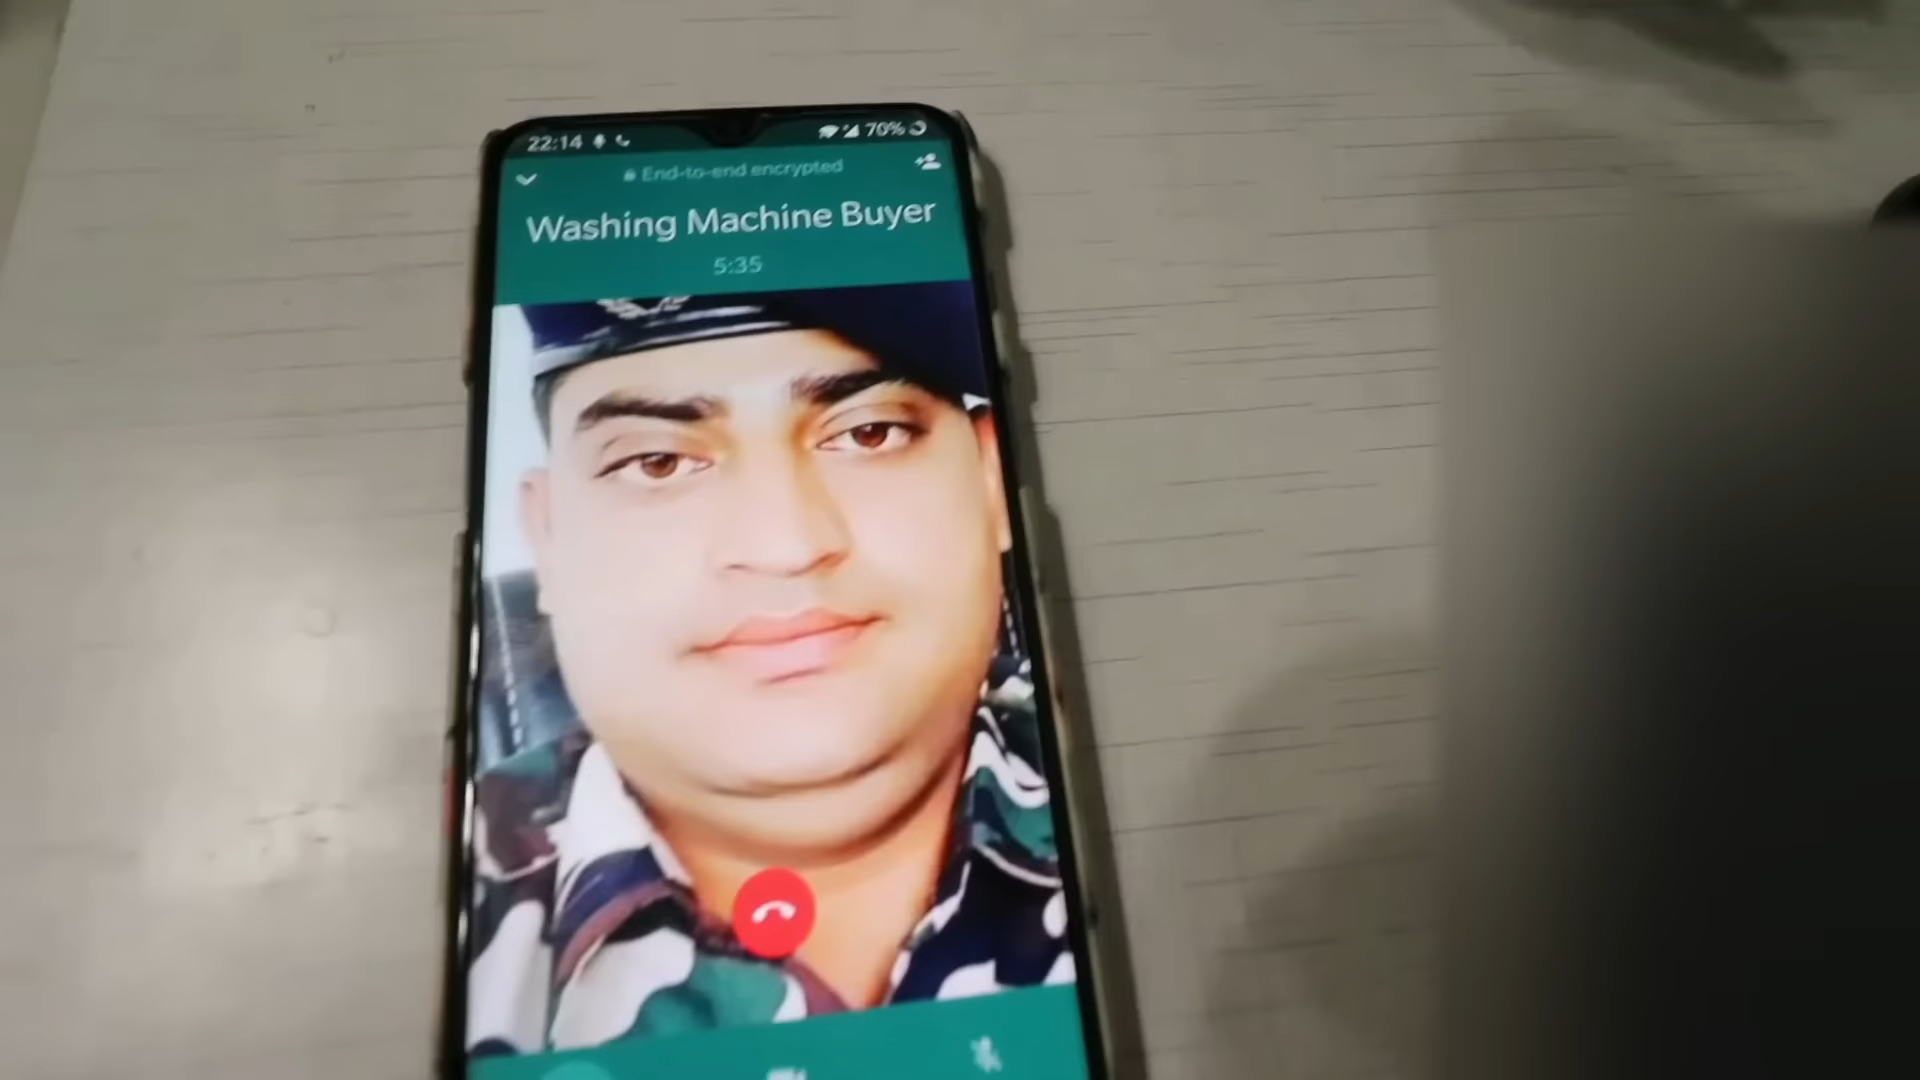 22:14 70%
End-to-end encrypted
Washing Machine Buyer
5:35